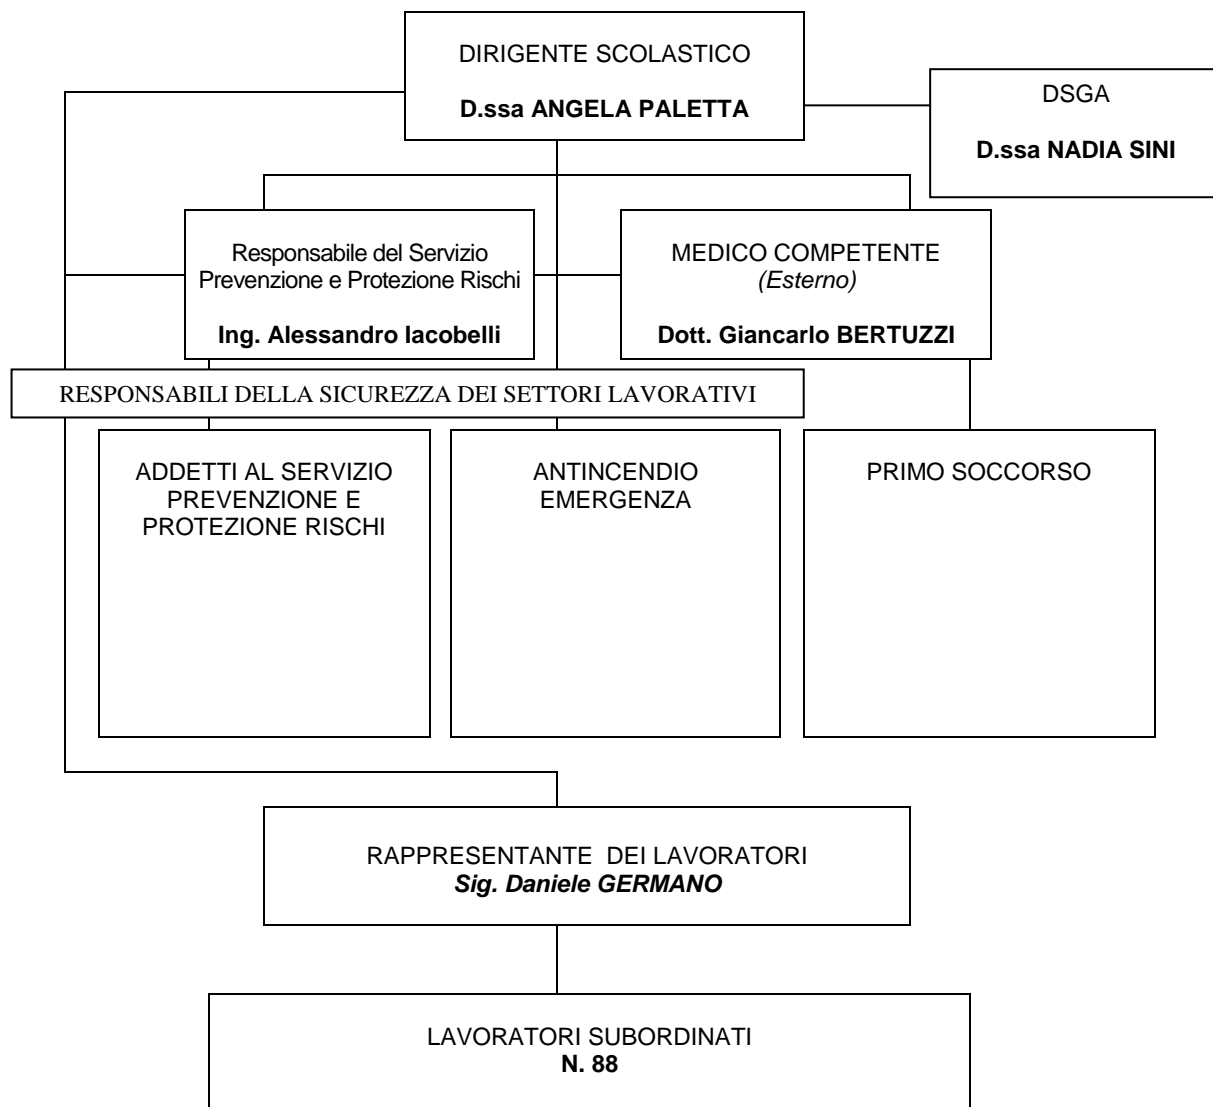 DIRIGENTE SCOLASTICO
D.ssa ANGELA PALETTA
DSGA
D.ssa NADIA SINI
Responsabile del Servizio
Prevenzione e Protezione Rischi
Ing. Alessandro Iacobelli
MEDICO COMPETENTE
(Esterno)
Dott. Giancarlo BERTUZZI
RESPONSABILI DELLA SICUREZZA DEI SETTORI LAVORATIVI
ADDETTI AL SERVIZIO
PREVENZIONE E
PROTEZIONE RISCHI
ANTINCENDIO
EMERGENZA
PRIMO SOCCORSO
RAPPRESENTANTE DEI LAVORATORI
Sig. Daniele GERMANO
LAVORATORI SUBORDINATI
N. 88